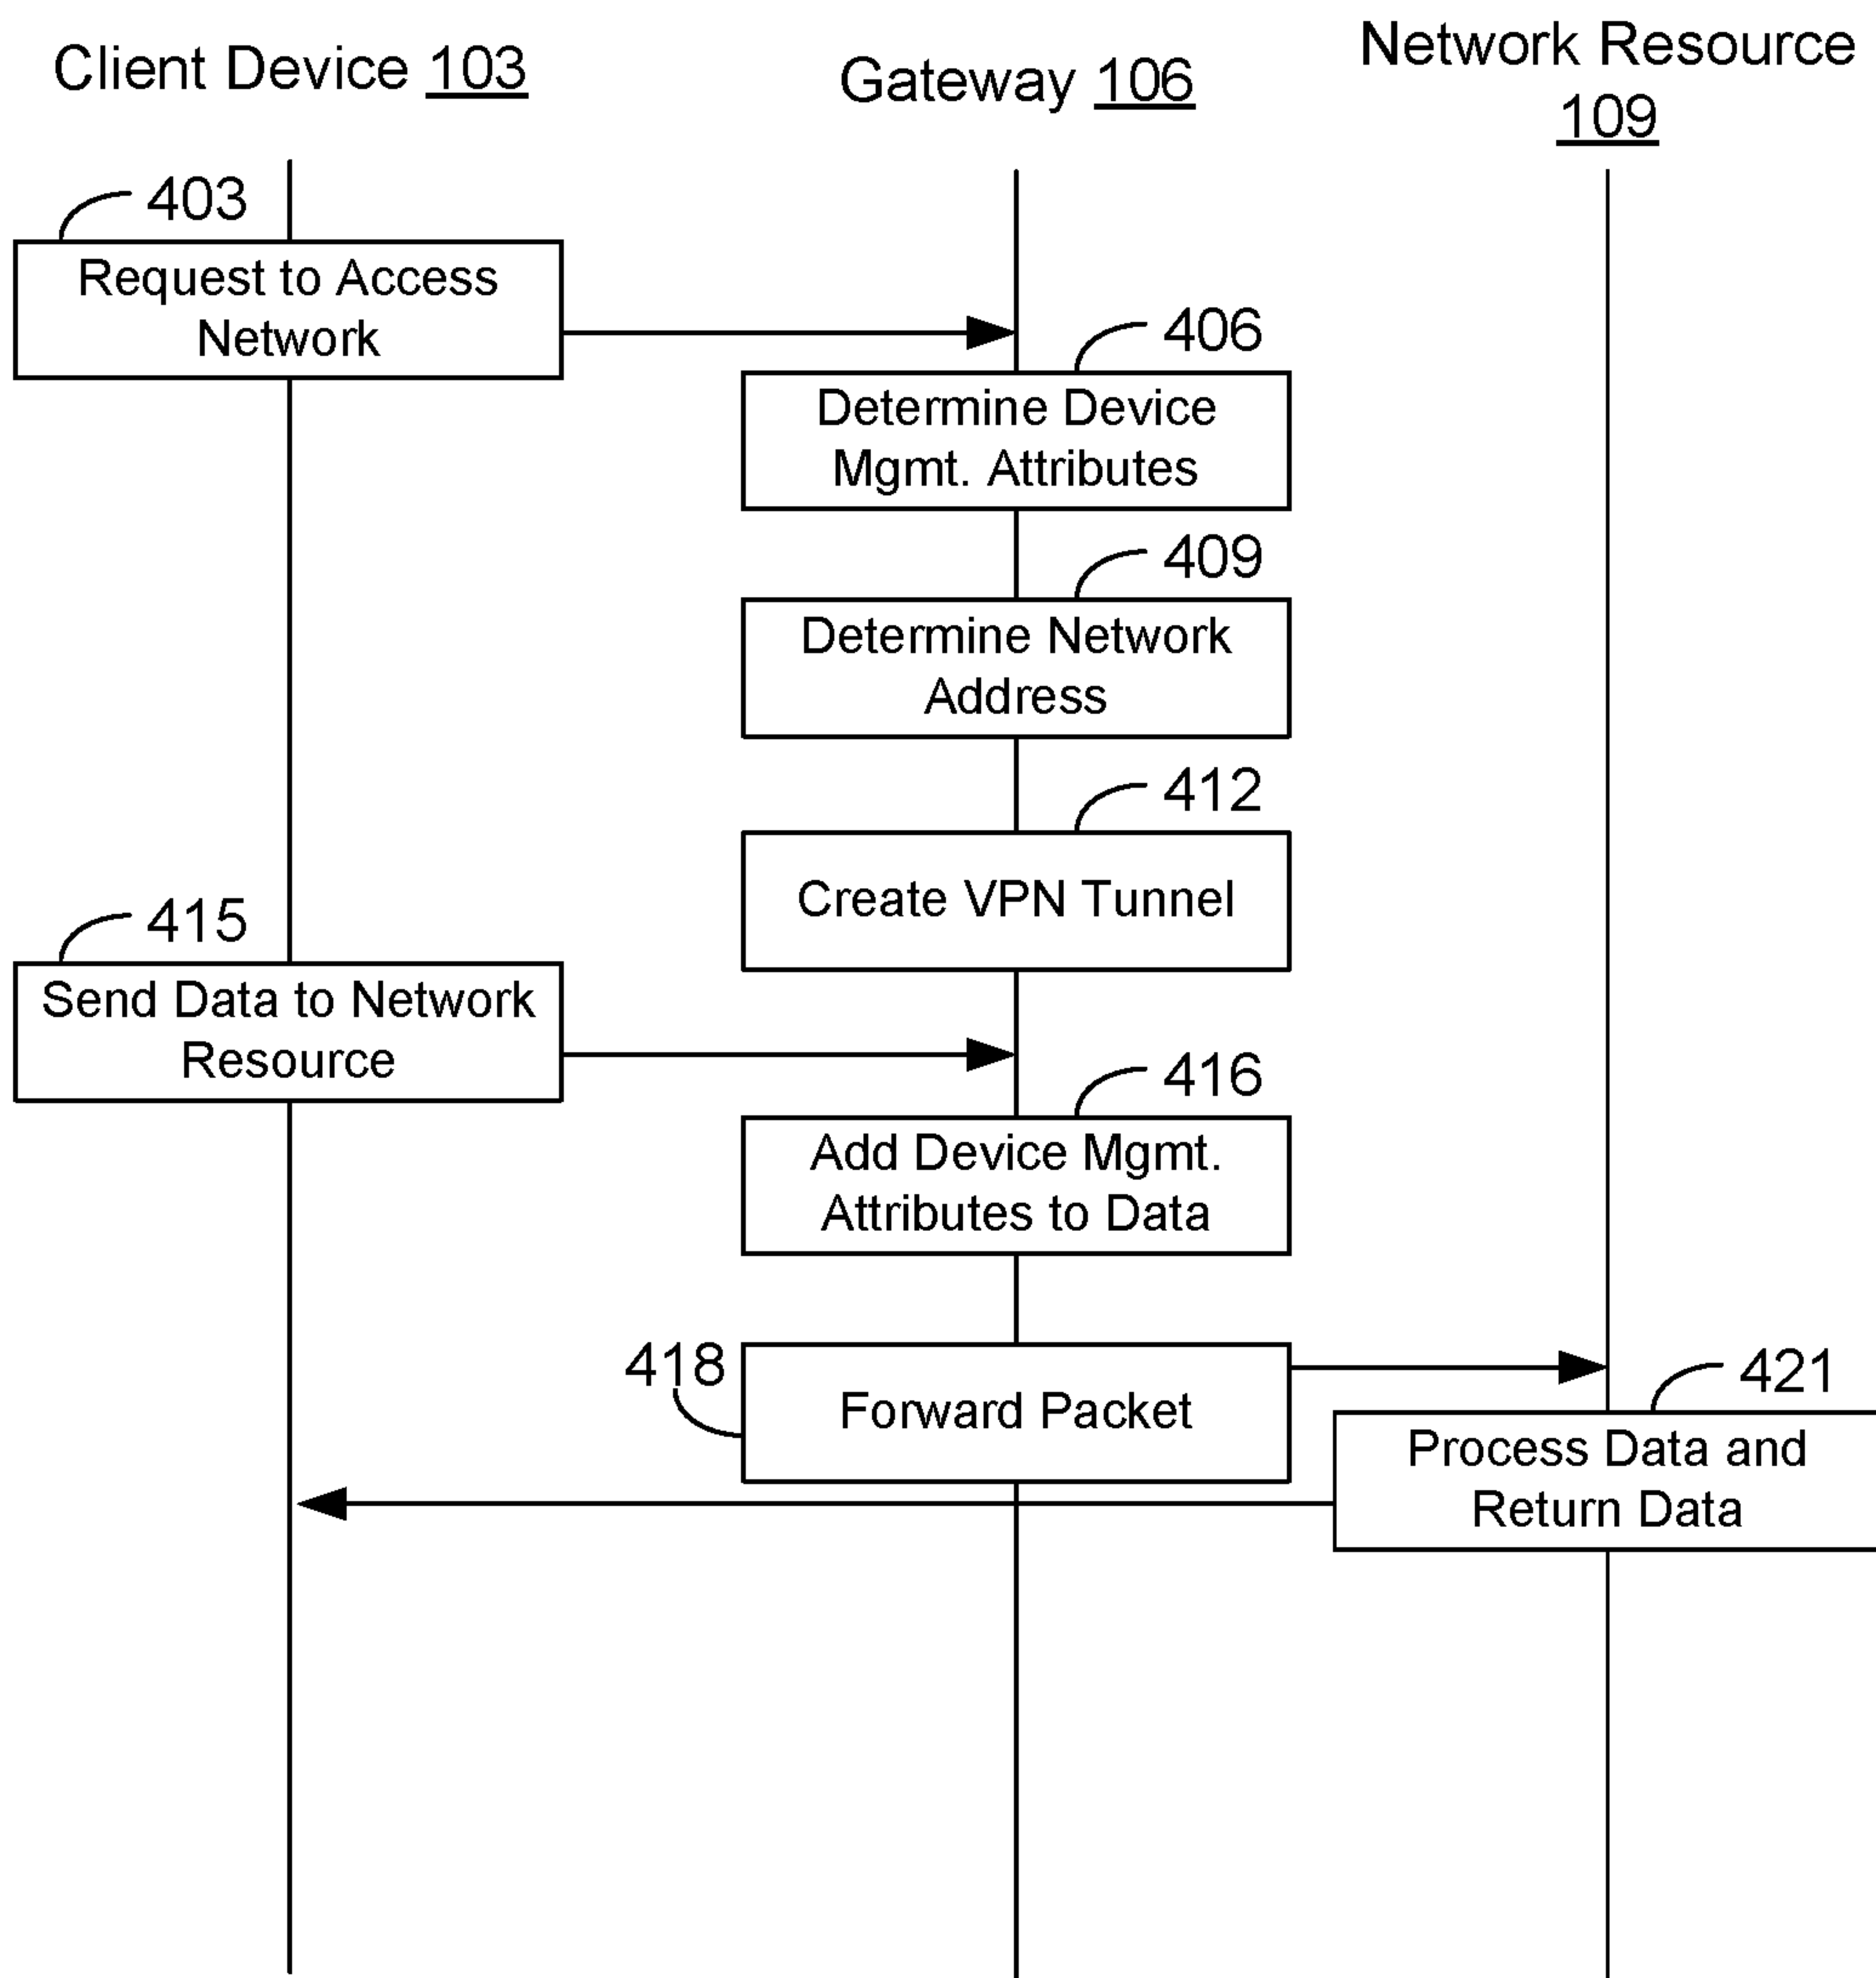 Client Device 103
Gateway 106
Network Resource
109
403
Request to Access
Network
406
Determine Device
Mgmt. Attributes
409
Determine Network
Address
412
Create VPN Tunnel
415
Send Data to Network
Resource
416
Add Device Mgmt.
Attributes to Data
418
Forward Packet
421
Process Data and
Return Data